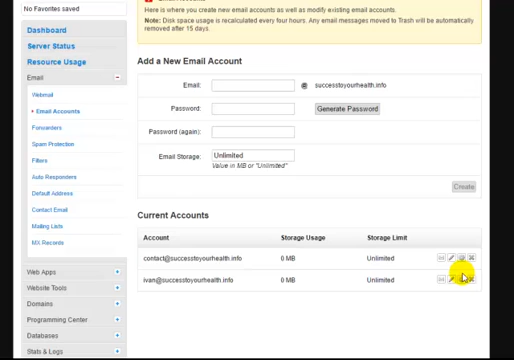 No Favorites saved
Dashboard
Server Status
Resource Usage
Email
Webmail
Email Accounts
Forwarders
Spam Protection
Filters
Auto Responders
Default Address
Contact Email
Mailing Lists
MX Records
Web Apps
Website Tools
Domains
Programming Center
Databases
Stats & Logs
Here is where you create new email accounts as well as modify existing email accounts.
Note: Disk space usage is recalculated every four hours. Any email messages moved to Trash will be automatically
removed after 15 days.
Add a New Email Account
Email: @ successtoyourhealth.info
Password: Generate Password
Password (again):
Email Storage: Unlimited
Value in MB or "Unlimited"
Create
Current Accounts
Account Storage Usage Storage Limit
contact@successtoyourhealth.info 0 MB Unlimited
ivan@successtoyourhealth.info 0 MB Unlimited